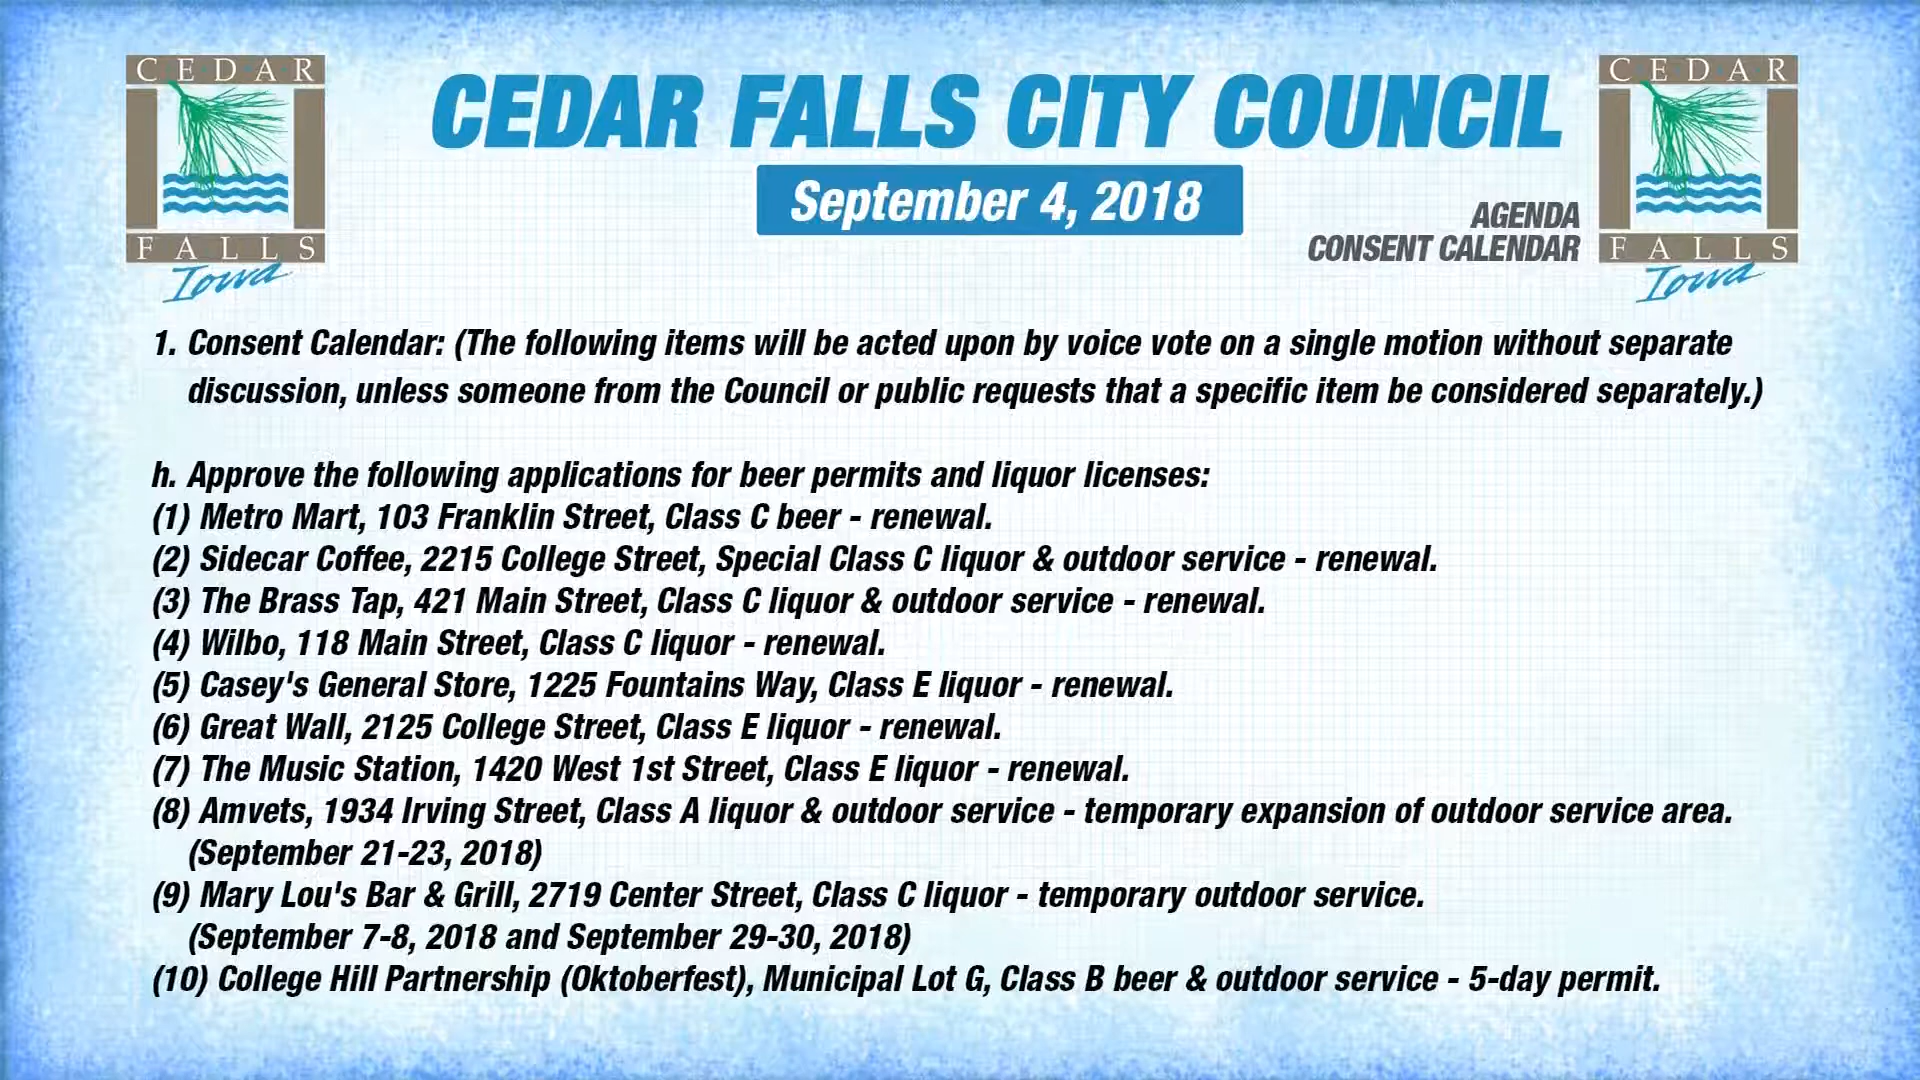 CEDAR
FALLS
Iowa
CEDAR FALLS CITY COUNCIL
September 4, 2018
AGENDA
CONSENT CALENDAR
CEDAR
FALLS
Iowa
1. Consent Calendar: (The following items will be acted upon by voice vote on a single motion without separate
discussion, unless someone from the Council or public requests that a specific item be considered separately.)
h. Approve the following applications for beer permits and liquor licenses:
(1) Metro Mart, 103 Franklin Street, Class C beer - renewal.
(2) Sidecar Coffee, 2215 College Street, Special Class C liquor & outdoor service - renewal.
(3) The Brass Tap, 421 Main Street, Class C liquor & outdoor service - renewal.
(4) Wilbo, 118 Main Street, Class C liquor - renewal.
(5) Casey's General Store, 1225 Fountains Way, Class E liquor - renewal.
(6) Great Wall, 2125 College Street, Class E liquor - renewal.
(7) The Music Station, 1420 West 1st Street, Class E liquor - renewal.
(8) Amvets, 1934 Irving Street, Class A liquor & outdoor service - temporary expansion of outdoor service area.
(September 21-23, 2018)
(9) Mary Lou's Bar & Grill, 2719 Center Street, Class C liquor - temporary outdoor service.
(September 7-8, 2018 and September 29-30, 2018)
(10) College Hill Partnership (Oktoberfest), Municipal Lot G, Class B beer & outdoor service - 5-day permit.